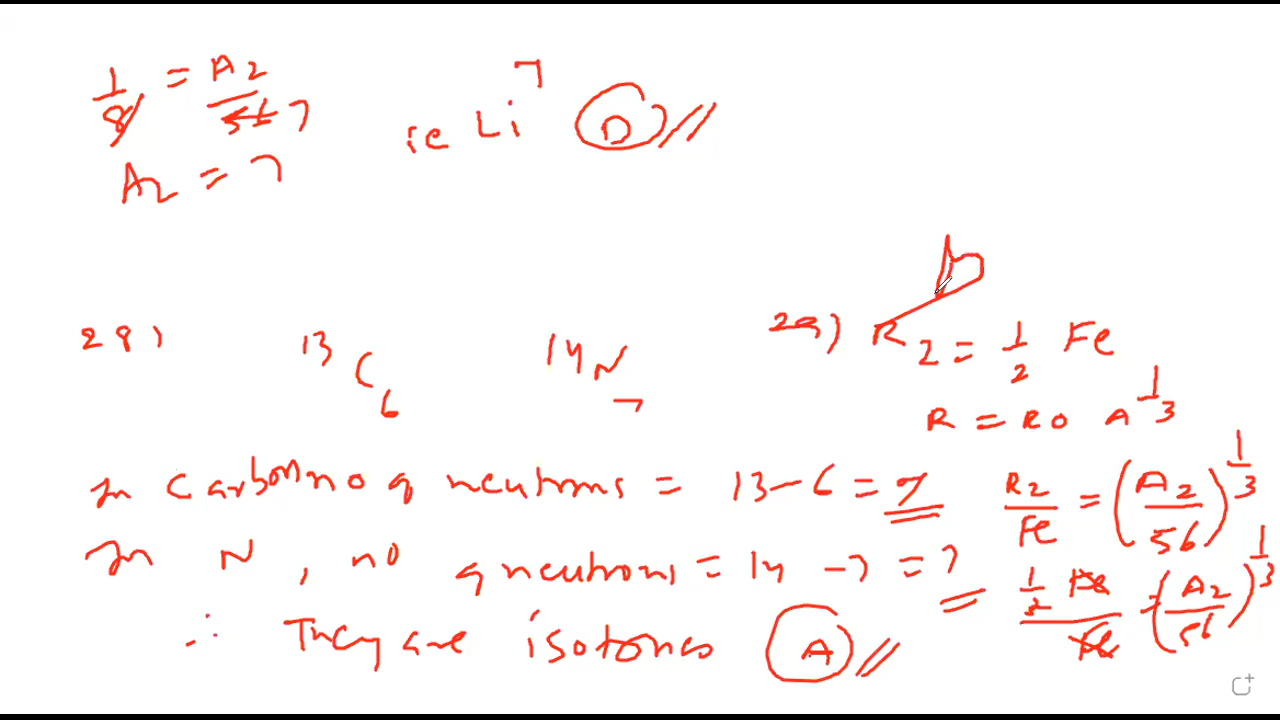 1/8 = A2/56 7
ie Li^7 D
A2 = 7
28) 13 C 6 14 N 7
In carbon no of neutrons = 13 - 6 = 7
In N, no of neutrons = 14 - 7 = 7
∴ They are isotones A
29) R2 = 1/2 Fe
R = R0 A^1/3
R2/Fe = (A2/56)^1/3
1/2 Fe/Fe = (A2/56)^1/3